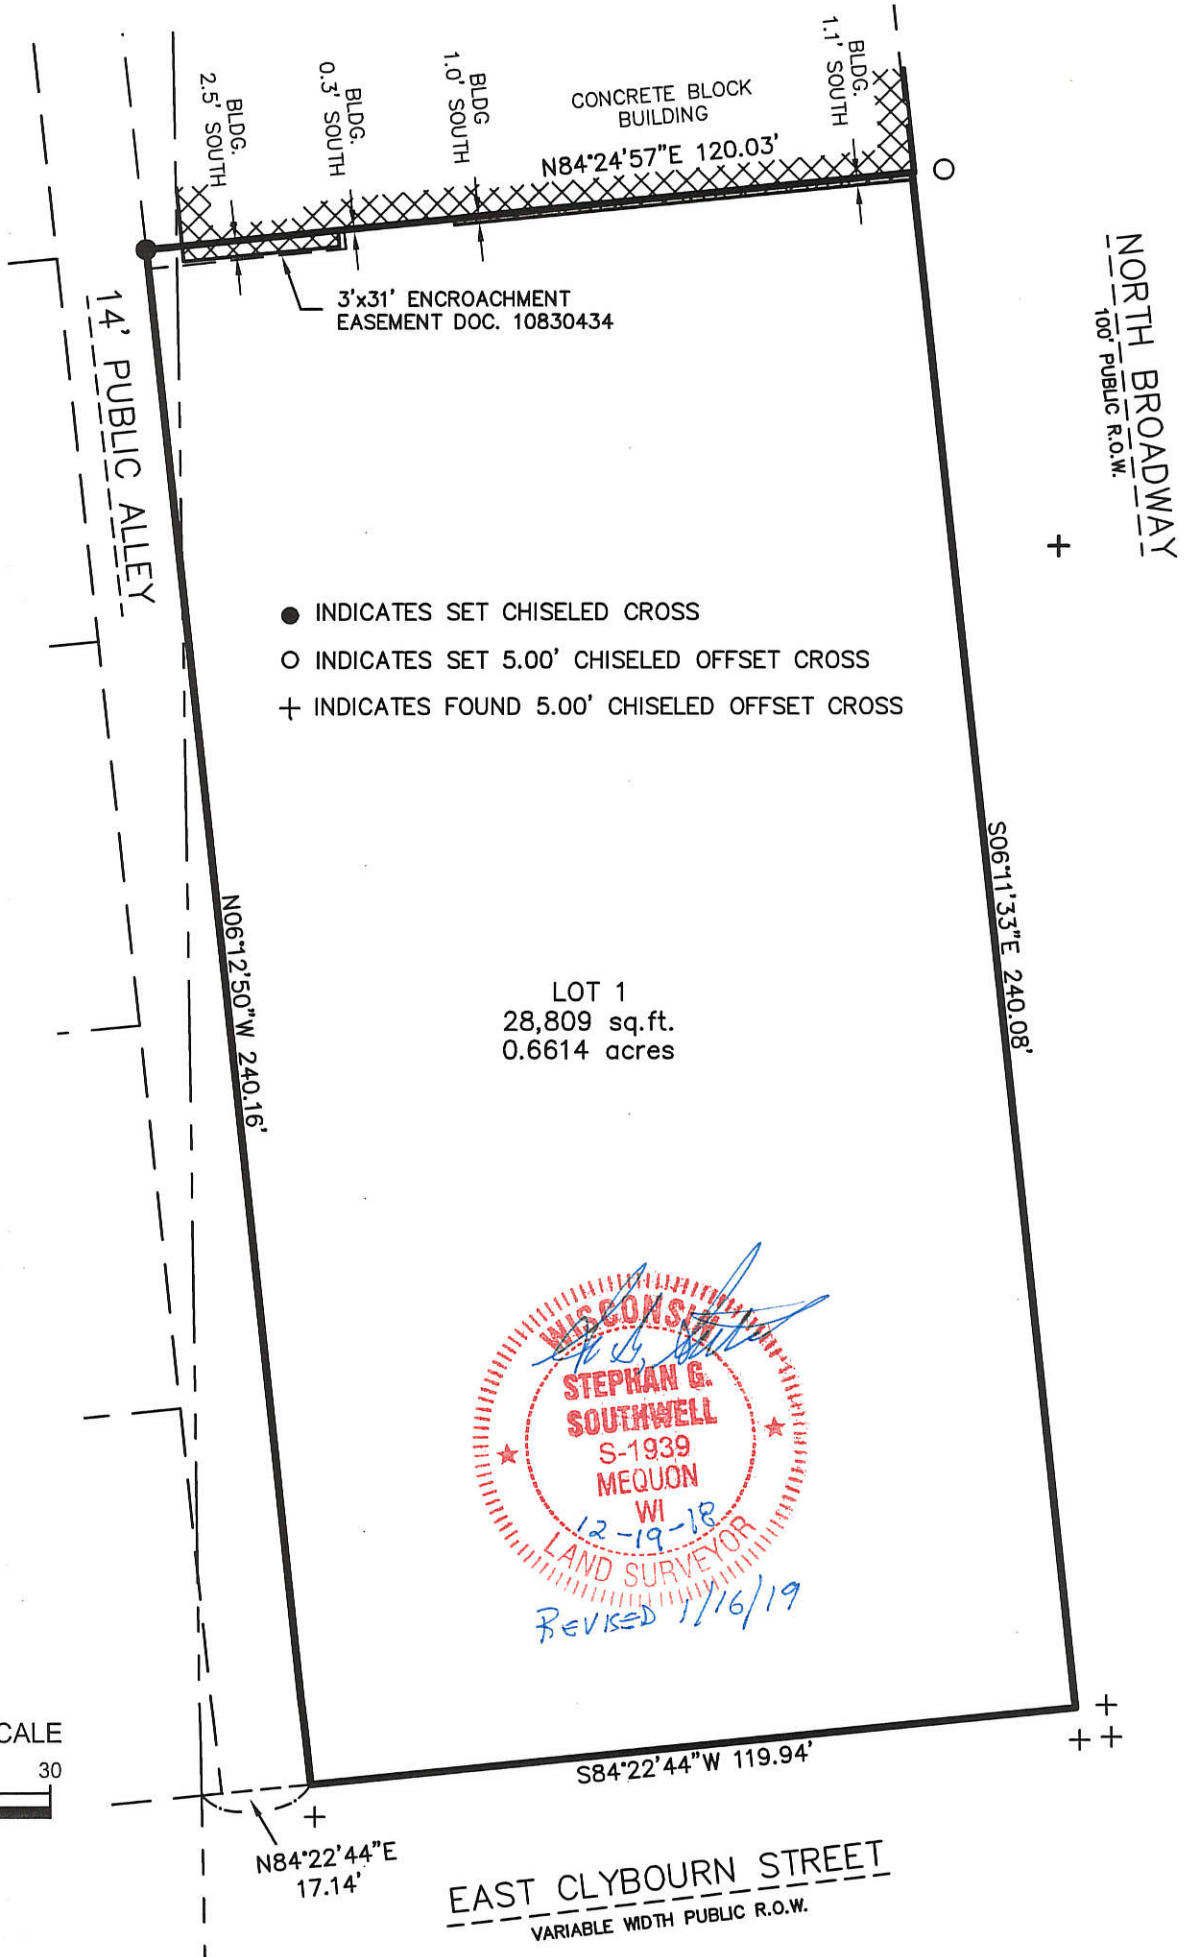 BLDG.
2.5' SOUTH
BLDG.
0.3' SOUTH
BLDG
1.0' SOUTH
CONCRETE BLOCK
BUILDING
BLDG.
1.1' SOUTH
N84°24'57"E 120.03'
3'x31' ENCROACHMENT
EASEMENT DOC. 10830434
14' PUBLIC ALLEY
NORTH BROADWAY
100' PUBLIC R.O.W.
● INDICATES SET CHISELED CROSS
○ INDICATES SET 5.00' CHISELED OFFSET CROSS
+ INDICATES FOUND 5.00' CHISELED OFFSET CROSS
S06°11'33"E 240.08'
N06°12'50"W 240.16'
LOT 1
28,809 sq.ft.
0.6614 acres
WISCONSIN
STEPHAN G.
SOUTHWELL
S-1939
MEQUON
WI
12-19-18
LAND SURVEYOR
REVISED 1/16/19
CALE
30
S84°22'44"W 119.94'
N84°22'44"E
17.14'
EAST CLYBOURN STREET
VARIABLE WIDTH PUBLIC R.O.W.